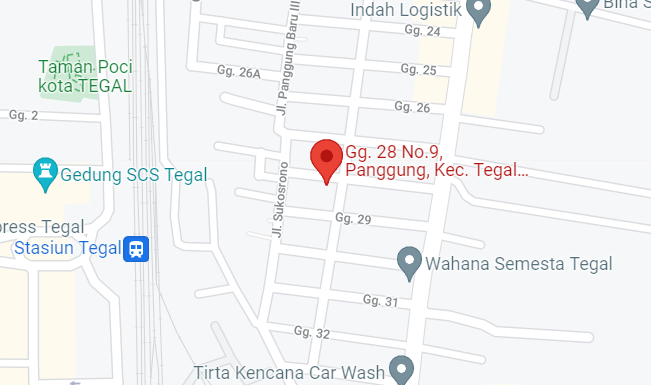 Indah Logistik
Bina S
Gg. 24
Jl. Panggung Baru III
Taman Poci
kota TEGAL
Gg. 25
Gg. 26A
Gg. 26
Gg. 2
Gg. 28 No.9,
Panggung, Kec. Tegal...
Gedung SCS Tegal
Jl. Sukosrono
Gg. 29
press Tegal
Stasiun Tegal
Wahana Semesta Tegal
Gg. 31
Gg. 32
Tirta Kencana Car Wash